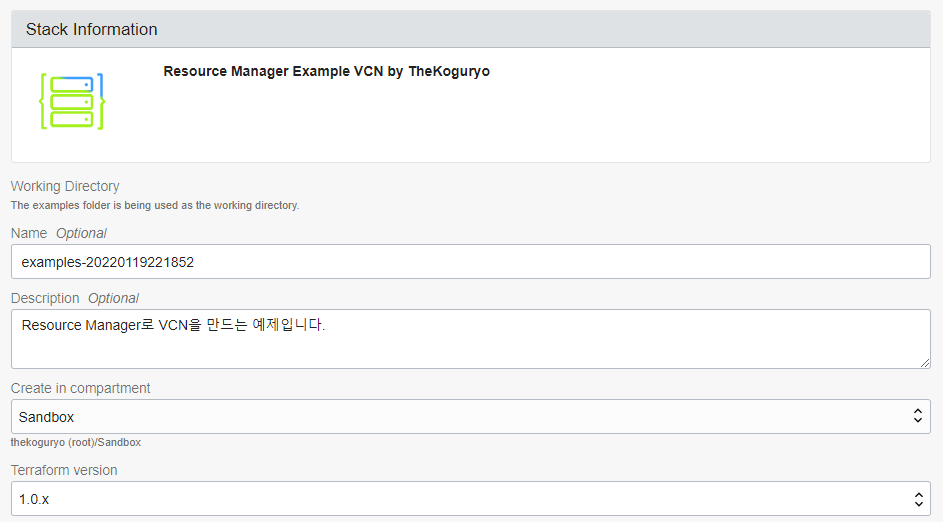 Stack Information
Resource Manager Example VCN by TheKoguryo
Working Directory
The examples folder is being used as the working directory.
Name Optional
examples-20220119221852
Description Optional
Resource Manager로 VCN을 만드는 예제입니다.
Create in compartment
Sandbox
thekoguryo (root)/Sandbox
Terraform version
1.0.x